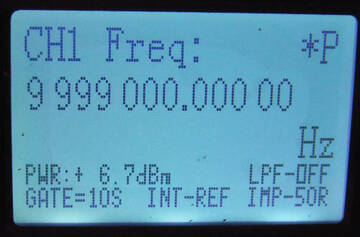 CH1 Freq: *P
9 999 000.000 00
Hz
PWR:+ 6.7dBm LPF-OFF
GATE=10S INT-REF IMP-50R